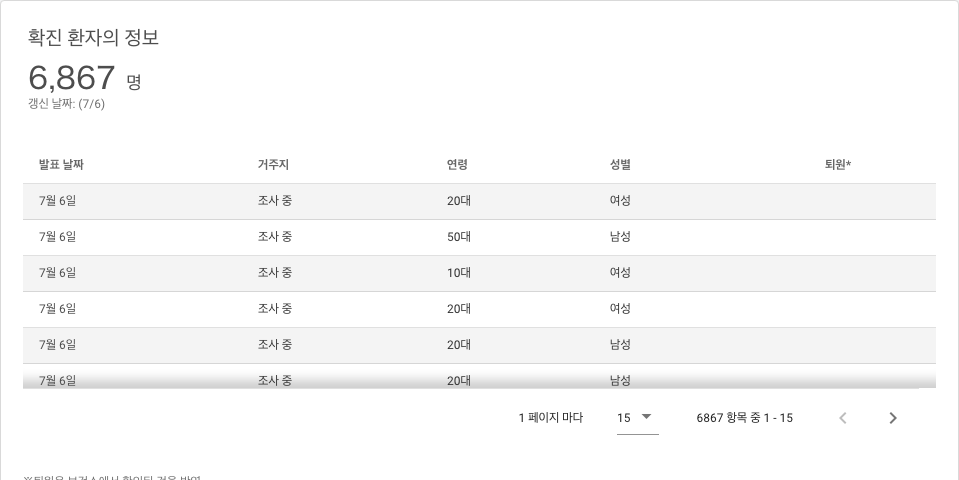 확진 환자의 정보
6,867 명
갱신 날짜: (7/6)
발표 날짜 거주지 연령 성별 퇴원*
7월 6일 조사 중 20대 여성
7월 6일 조사 중 50대 남성
7월 6일 조사 중 10대 여성
7월 6일 조사 중 20대 여성
7월 6일 조사 중 20대 남성
7월 6일 조사 중 20대 남성
1 페이지 마다 15 6867 항목 중 1 - 15